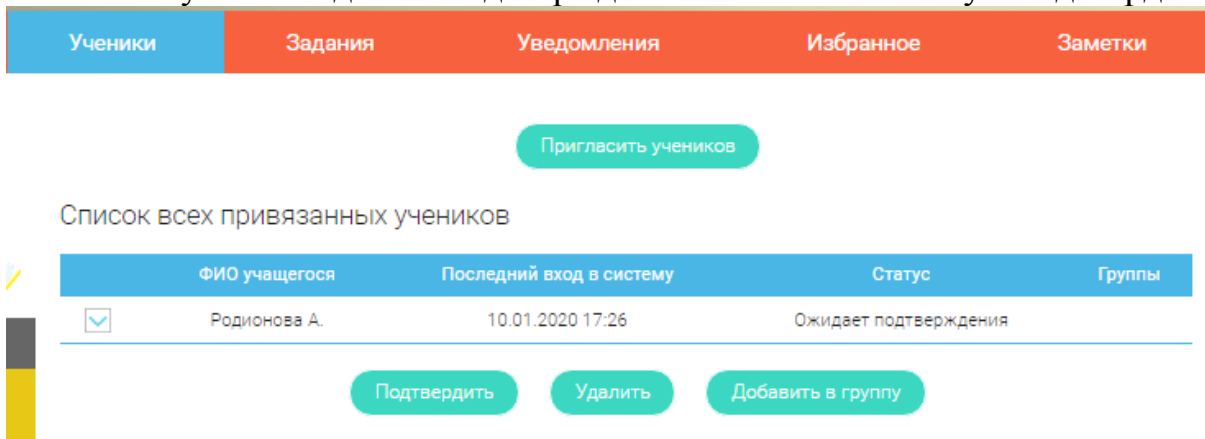 Ученики Задания Уведомления Избранное Заметки
Пригласить учеников
Список всех привязанных учеников
ФИО учащегося Последний вход в систему Статус Группы
Родионова А. 10.01.2020 17:26 Ожидает подтверждения
Подтвердить Удалить Добавить в группу